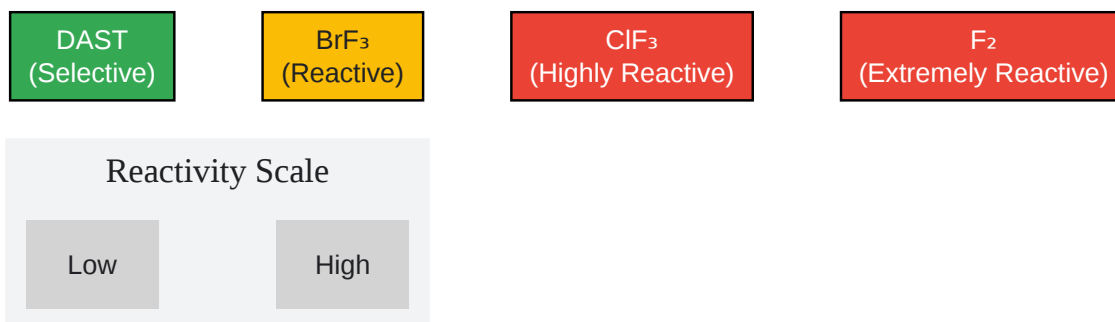 DAST
(Selective)
BrF₃
(Reactive)
ClF₃
(Highly Reactive)
F₂
(Extremely Reactive)
Reactivity Scale
Low
High